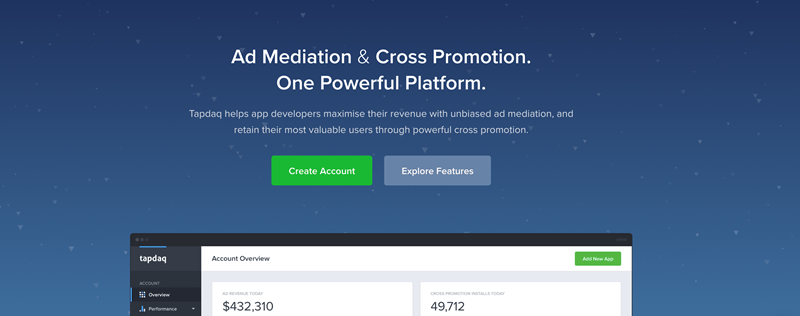 Ad Mediation & Cross Promotion.
One Powerful Platform.
Tapdaq helps app developers maximise their revenue with unbiased ad mediation, and
retain their most valuable users through powerful cross promotion.
Create Account
Explore Features
tapdaq
Account Overview
Add New App
ACCOUNT
Overview
Performance
AD REVENUE TODAY
$432,310
CROSS PROMOTION INSTALLS TODAY
49,712